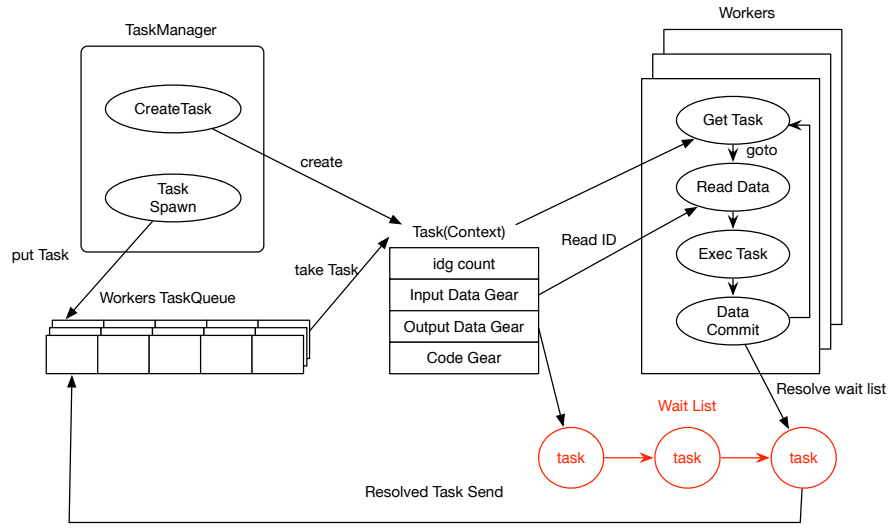 TaskManager
CreateTask
Task
Spawn
create
put Task
Workers TaskQueue
take Task
Task(Context)
idg count
Input Data Gear
Output Data Gear
Code Gear
Read ID
Workers
Get Task
goto
Read Data
Exec Task
Data
Commit
Resolve wait list
Wait List
task
task
task
Resolved Task Send